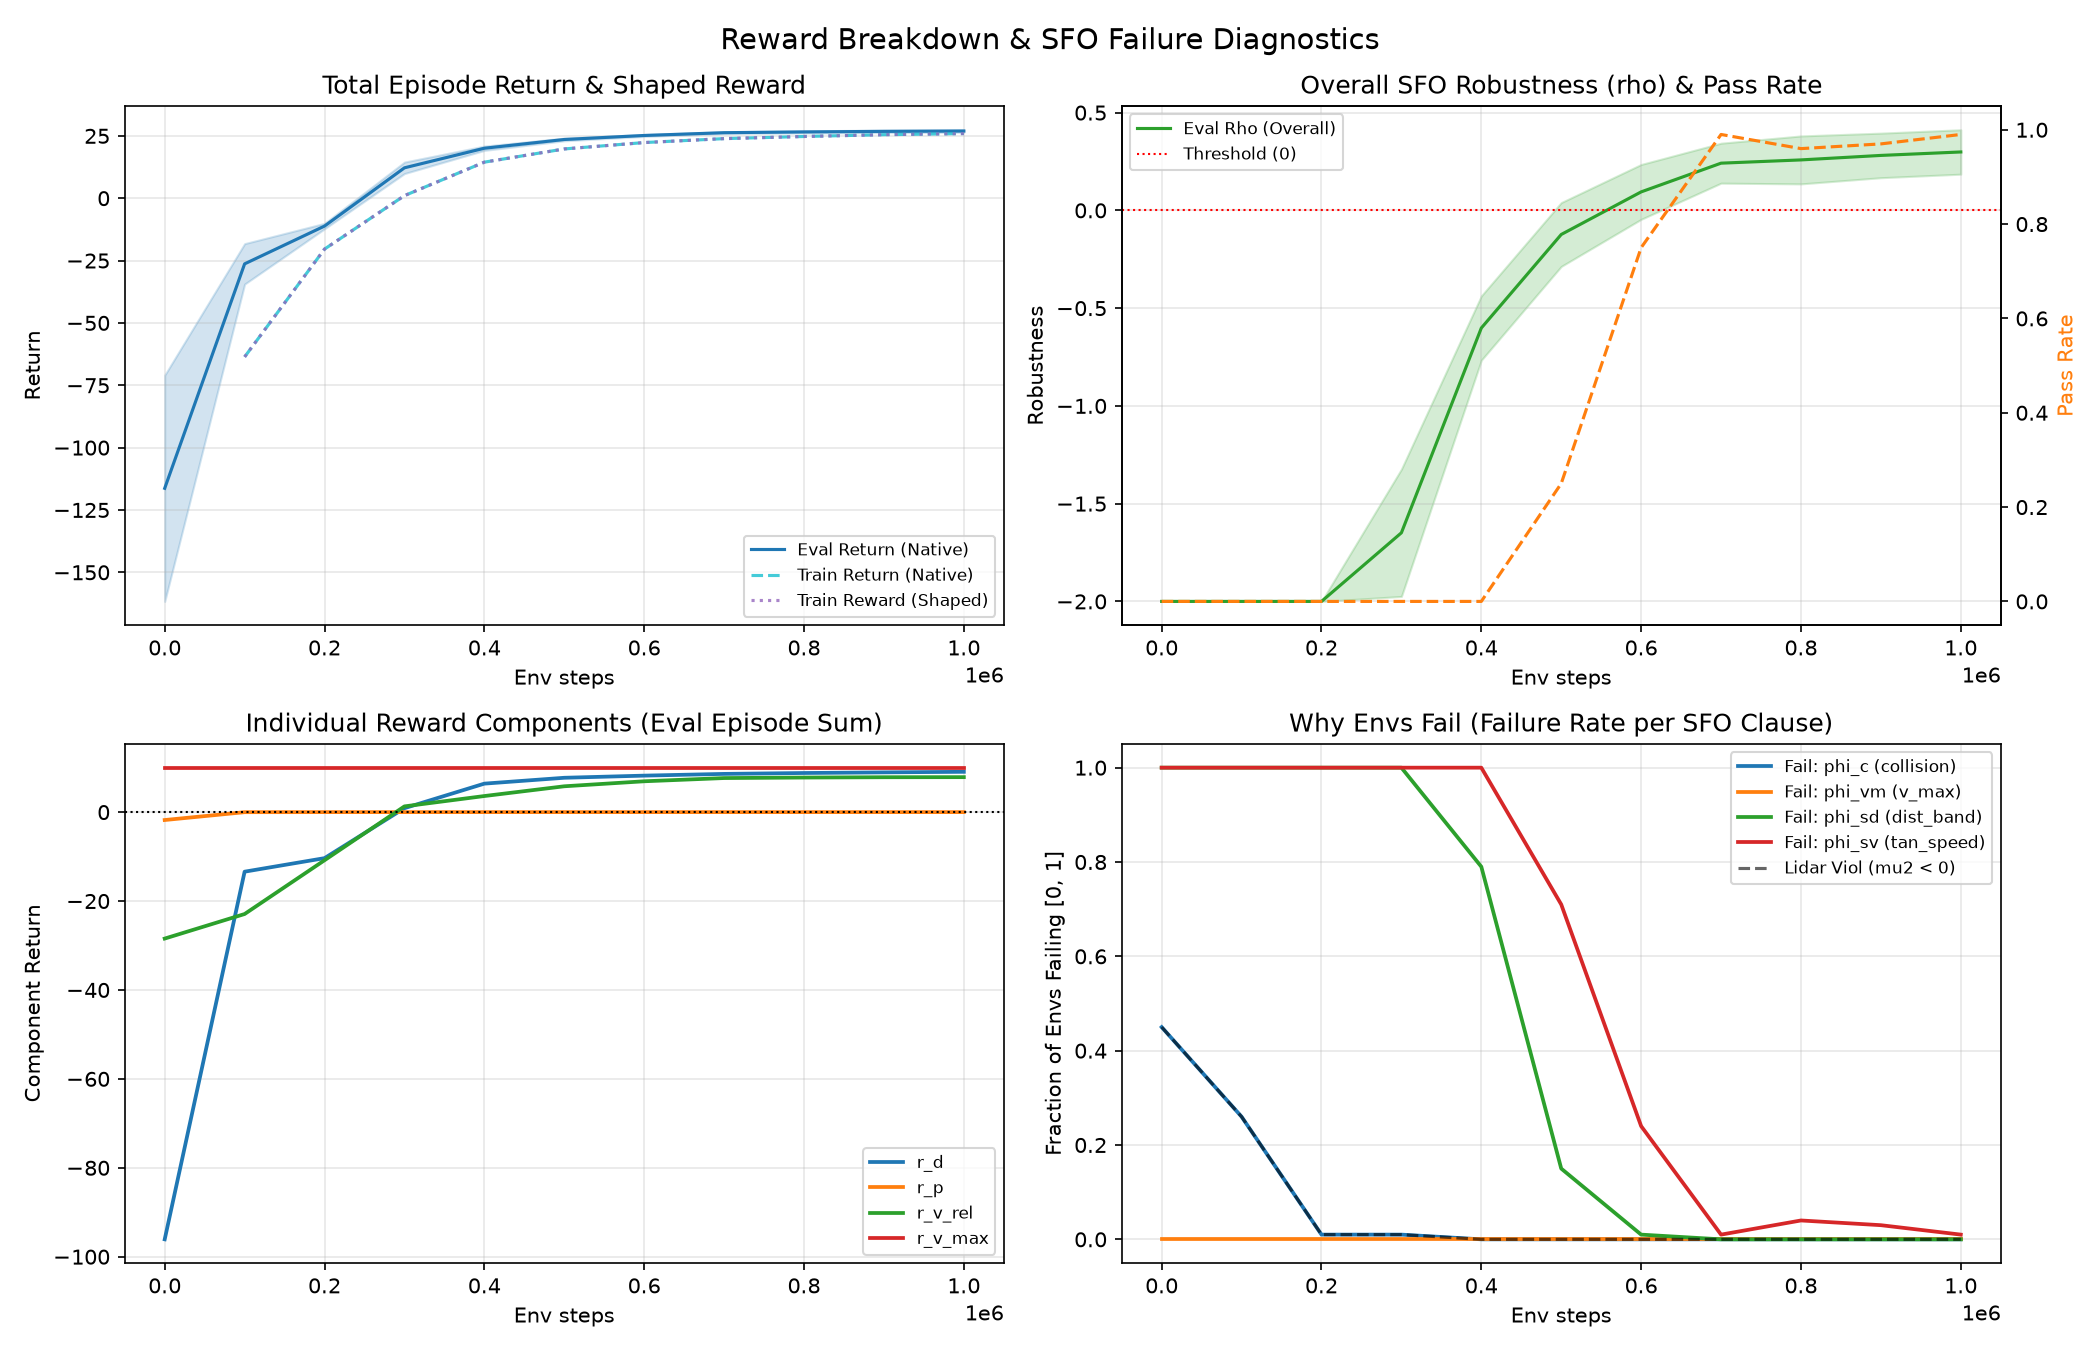 Reward Breakdown & SFO Failure Diagnostics
Total Episode Return & Shaped Reward
25
0
−25
−50
−75
−100
−125
−150
Return
Eval Return (Native)
Train Return (Native)
Train Reward (Shaped)
0.0 0.2 0.4 0.6 0.8 1.0
1e6
Env steps
Overall SFO Robustness (rho) & Pass Rate
0.5
0.0
−0.5
−1.0
−1.5
−2.0
Robustness
Eval Rho (Overall)
Threshold (0)
1.0
0.8
0.6
0.4
0.2
0.0
Pass Rate
0.0 0.2 0.4 0.6 0.8 1.0
1e6
Env steps
Individual Reward Components (Eval Episode Sum)
0
−20
−40
−60
−80
−100
Component Return
r_d
r_p
r_v_rel
r_v_max
0.0 0.2 0.4 0.6 0.8 1.0
1e6
Env steps
Why Envs Fail (Failure Rate per SFO Clause)
1.0
0.8
0.6
0.4
0.2
0.0
Fraction of Envs Failing [0, 1]
Fail: phi_c (collision)
Fail: phi_vm (v_max)
Fail: phi_sd (dist_band)
Fail: phi_sv (tan_speed)
Lidar Viol (mu2 < 0)
0.0 0.2 0.4 0.6 0.8 1.0
1e6
Env steps